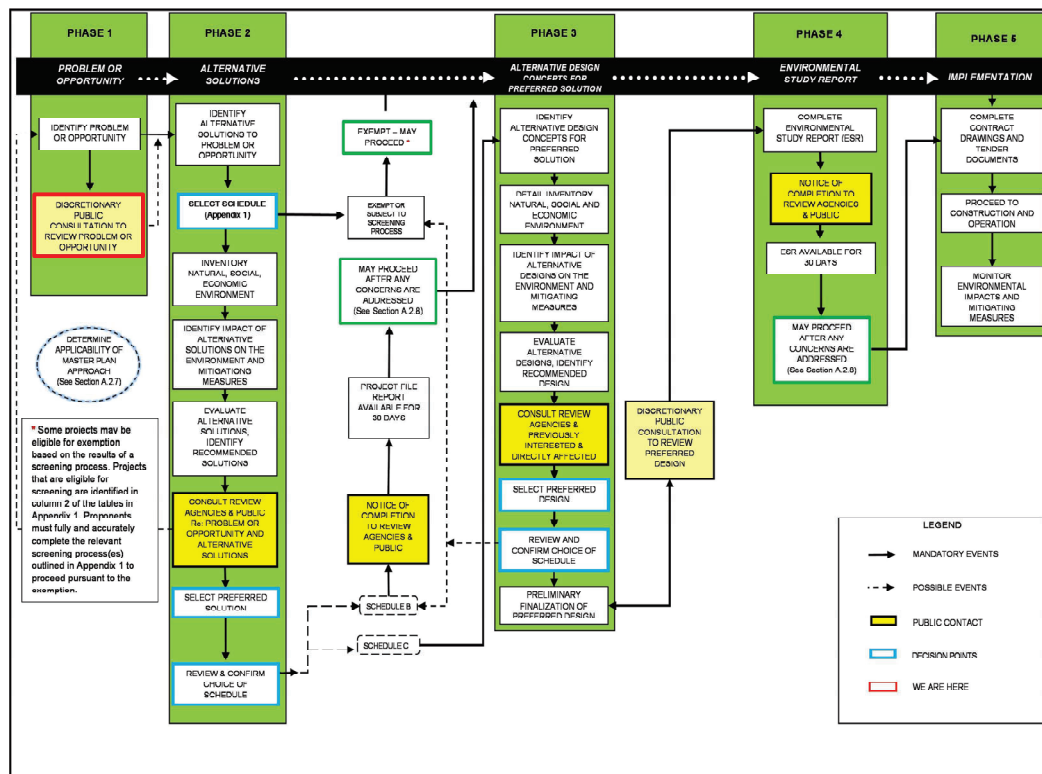 PHASE 1
PROBLEM OR
OPPORTUNITY
IDENTIFY PROBLEM
OR OPPORTUNITY
DISCRETIONARY
PUBLIC
CONSULTATION TO
REVIEW PROBLEM OR
OPPORTUNITY
DETERMINE
APPLICABILITY OF
MASTER PLAN
APPROACH
(See Section A.2.7)
* Some projects may be
eligible for exemption
based on the results of a
screening process. Projects
that are eligible for
screening are identified in
column 2 of the tables in
Appendix 1. Proponents
must fully and accurately
complete the relevant
screening process(es)
outlined in Appendix 1 to
proceed pursuant to the
exemption.
PHASE 2
ALTERNATIVE
SOLUTIONS
IDENTIFY
ALTERNATIVE
SOLUTIONS TO
PROBLEM OR
OPPORTUNITY
SELECT SCHEDULE
(Appendix 1)
INVENTORY
NATURAL, SOCIAL,
ECONOMIC
ENVIRONMENT
IDENTIFY IMPACT OF
ALTERNATIVE
SOLUTIONS ON THE
ENVIRONMENT AND
MITIGATING
MEASURES
EVALUATE
ALTERNATIVE
SOLUTIONS,
IDENTIFY
RECOMMENDED
SOLUTIONS
CONSULT REVIEW
AGENCIES & PUBLIC
Re: PROBLEM OR
OPPORTUNITY AND
ALTERNATIVE
SOLUTIONS
SELECT PREFERRED
SOLUTION
REVIEW & CONFIRM
CHOICE OF
SCHEDULE
EXEMPT – MAY
PROCEED *
EXEMPT OR
SUBJECT TO
SCREENING
PROCESS
MAY PROCEED
AFTER ANY
CONCERNS ARE
ADDRESSED
(See Section A.2.8)
PROJECT FILE
REPORT
AVAILABLE FOR
30 DAYS
NOTICE OF
COMPLETION
TO REVIEW
AGENCIES &
PUBLIC
SCHEDULE B
SCHEDULE C
PHASE 3
ALTERNATIVE DESIGN
CONCEPTS FOR
PREFERRED SOLUTION
IDENTIFY
ALTERNATIVE DESIGN
CONCEPTS FOR
PREFERRED
SOLUTION
DETAIL INVENTORY
NATURAL, SOCIAL AND
ECONOMIC
ENVIRONMENT
IDENTIFY IMPACT OF
ALTERNATIVE
DESIGNS ON THE
ENVIRONMENT AND
MITIGATING
MEASURES
EVALUATE
ALTERNATIVE
DESIGNS, IDENTIFY
RECOMMENDED
DESIGN
CONSULT REVIEW
AGENCIES &
PREVIOUSLY
INTERESTED &
DIRECTLY AFFECTED
SELECT PREFERRED
DESIGN
REVIEW AND
CONFIRM CHOICE OF
SCHEDULE
PRELIMINARY
FINALIZATION OF
PREFERRED DESIGN
DISCRETIONARY
PUBLIC
CONSULTATION
TO REVIEW
PREFERRED
DESIGN
PHASE 4
ENVIRONMENTAL
STUDY REPORT
COMPLETE
ENVIRONMENTAL
STUDY REPORT (ESR)
NOTICE OF
COMPLETION TO
REVIEW AGENCIES
& PUBLIC
ESR AVAILABLE FOR
30 DAYS
MAY PROCEED
AFTER ANY
CONCERNS ARE
ADDRESSED
(See Section A.2.8)
PHASE 5
IMPLEMENTATION
COMPLETE
CONTRACT
DRAWINGS AND
TENDER
DOCUMENTS
PROCEED TO
CONSTRUCTION AND
OPERATION
MONITOR
ENVIRONMENTAL
IMPACTS AND
MITIGATING
MEASURES
LEGEND
MANDATORY EVENTS
POSSIBLE EVENTS
PUBLIC CONTACT
DECISION POINTS
WE ARE HERE